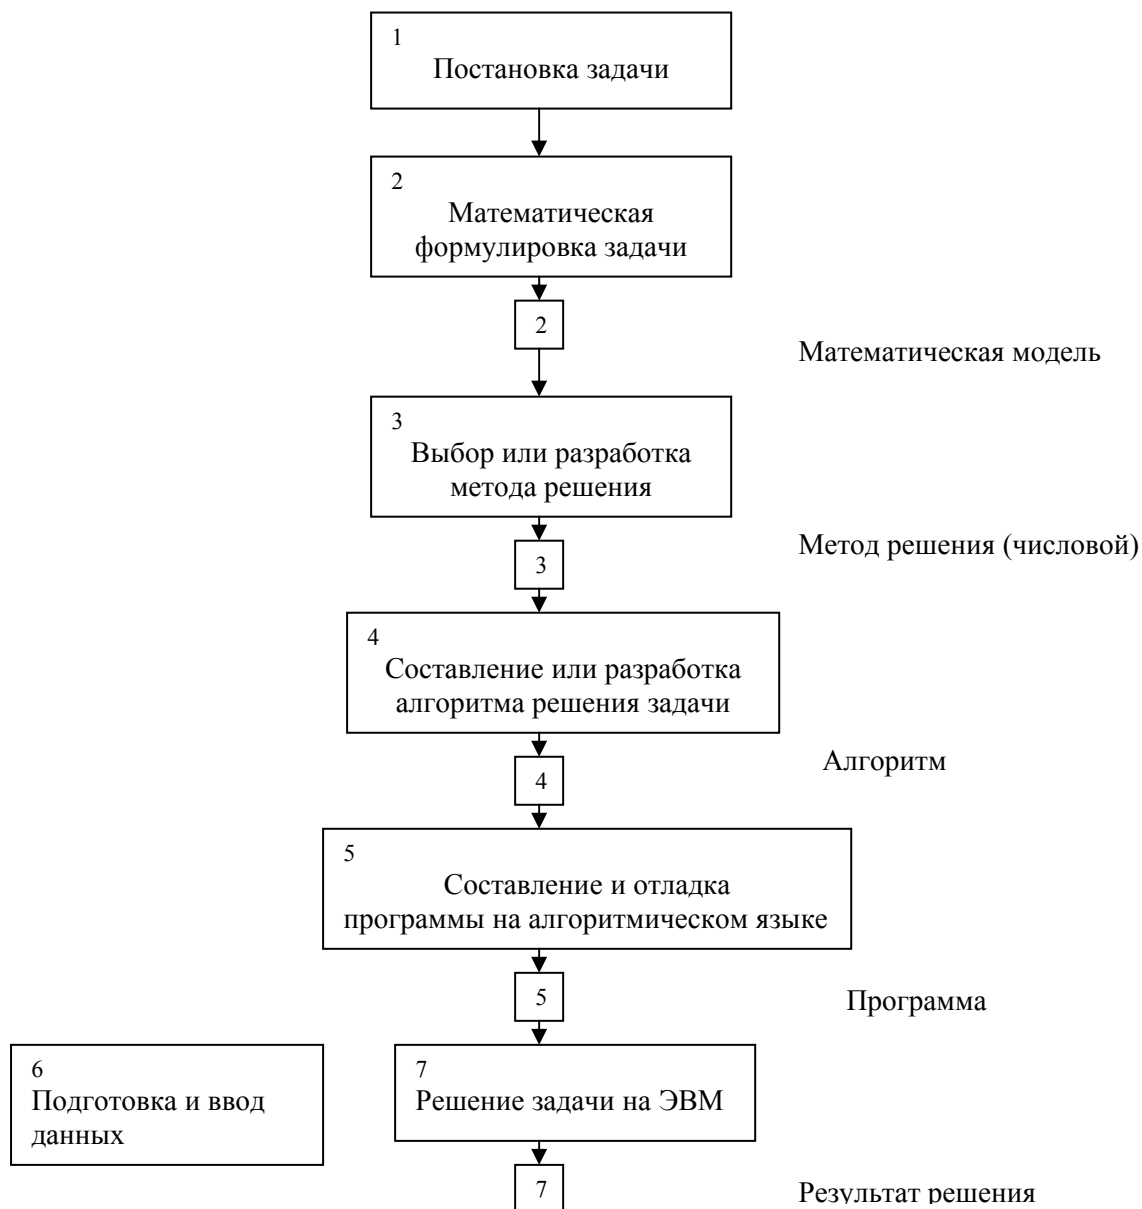 1
Постановка задачи
2
Математическая
формулировка задачи
2
Математическая модель
3
Выбор или разработка
метода решения
Метод решения (числовой)
3
4
Составление или разработка
алгоритма решения задачи
Алгоритм
4
5
Составление и отладка
программы на алгоритмическом языке
5
Программа
6
Подготовка и ввод
данных
7
Решение задачи на ЭВМ
7
Результат решения